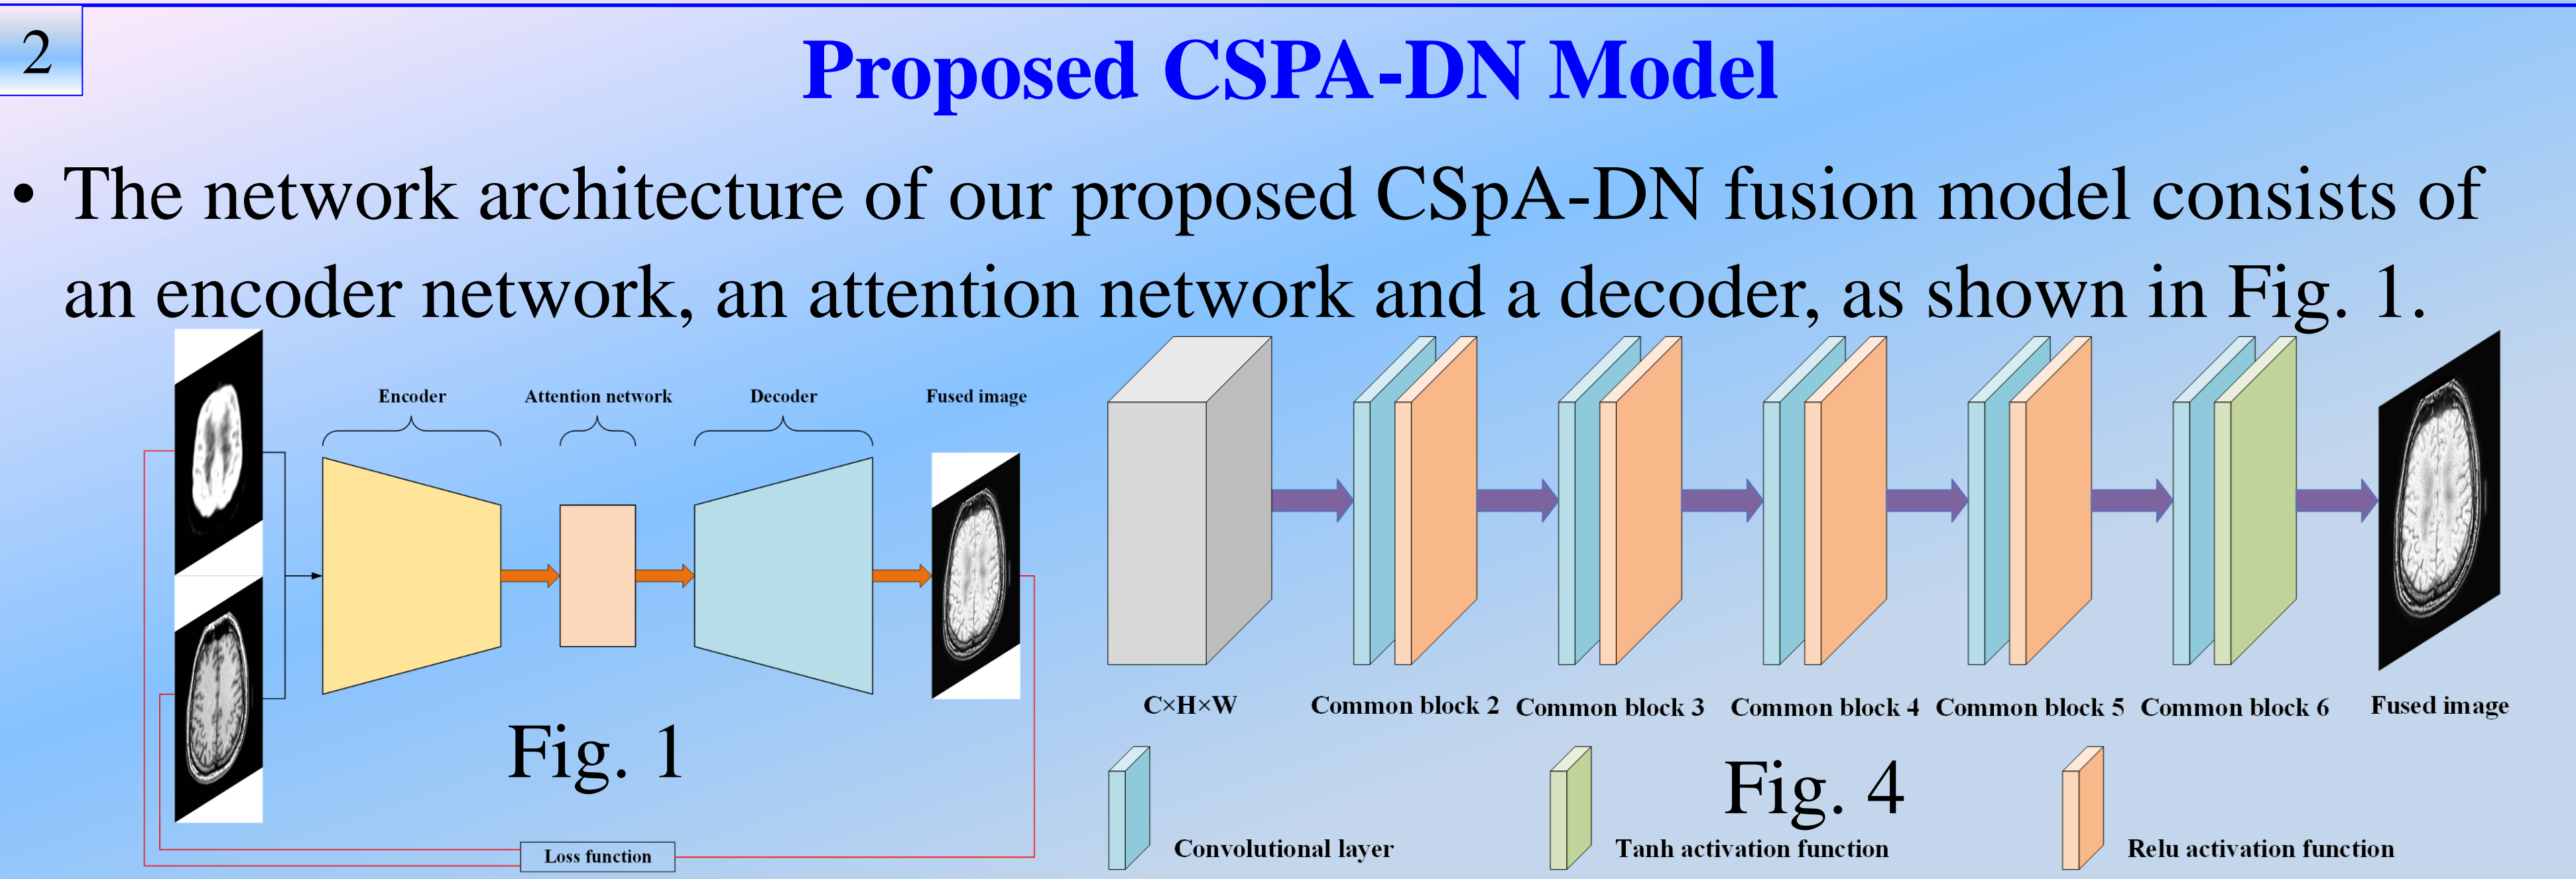 2
Proposed CSPA-DN Model
• The network architecture of our proposed CSpA-DN fusion model consists of
an encoder network, an attention network and a decoder, as shown in Fig. 1.
Encoder
Attention network
Decoder
Fused image
Fig. 1
Loss function
C×H×W
Common block 2
Common block 3
Common block 4
Common block 5
Common block 6
Fused image
Fig. 4
Convolutional layer
Tanh activation function
Relu activation function